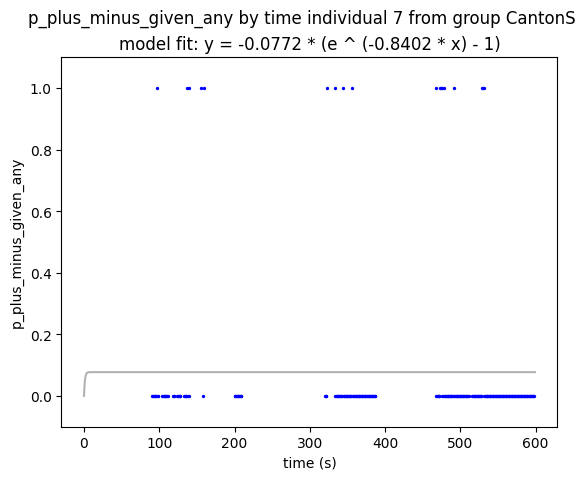 p_plus_minus_given_any by time individual 7 from group CantonS
model fit: y = -0.0772 * (e ^ (-0.8402 * x) - 1)
1.0
0.8
0.6
0.4
0.2
0.0
p_plus_minus_given_any
0 100 200 300 400 500 600
time (s)